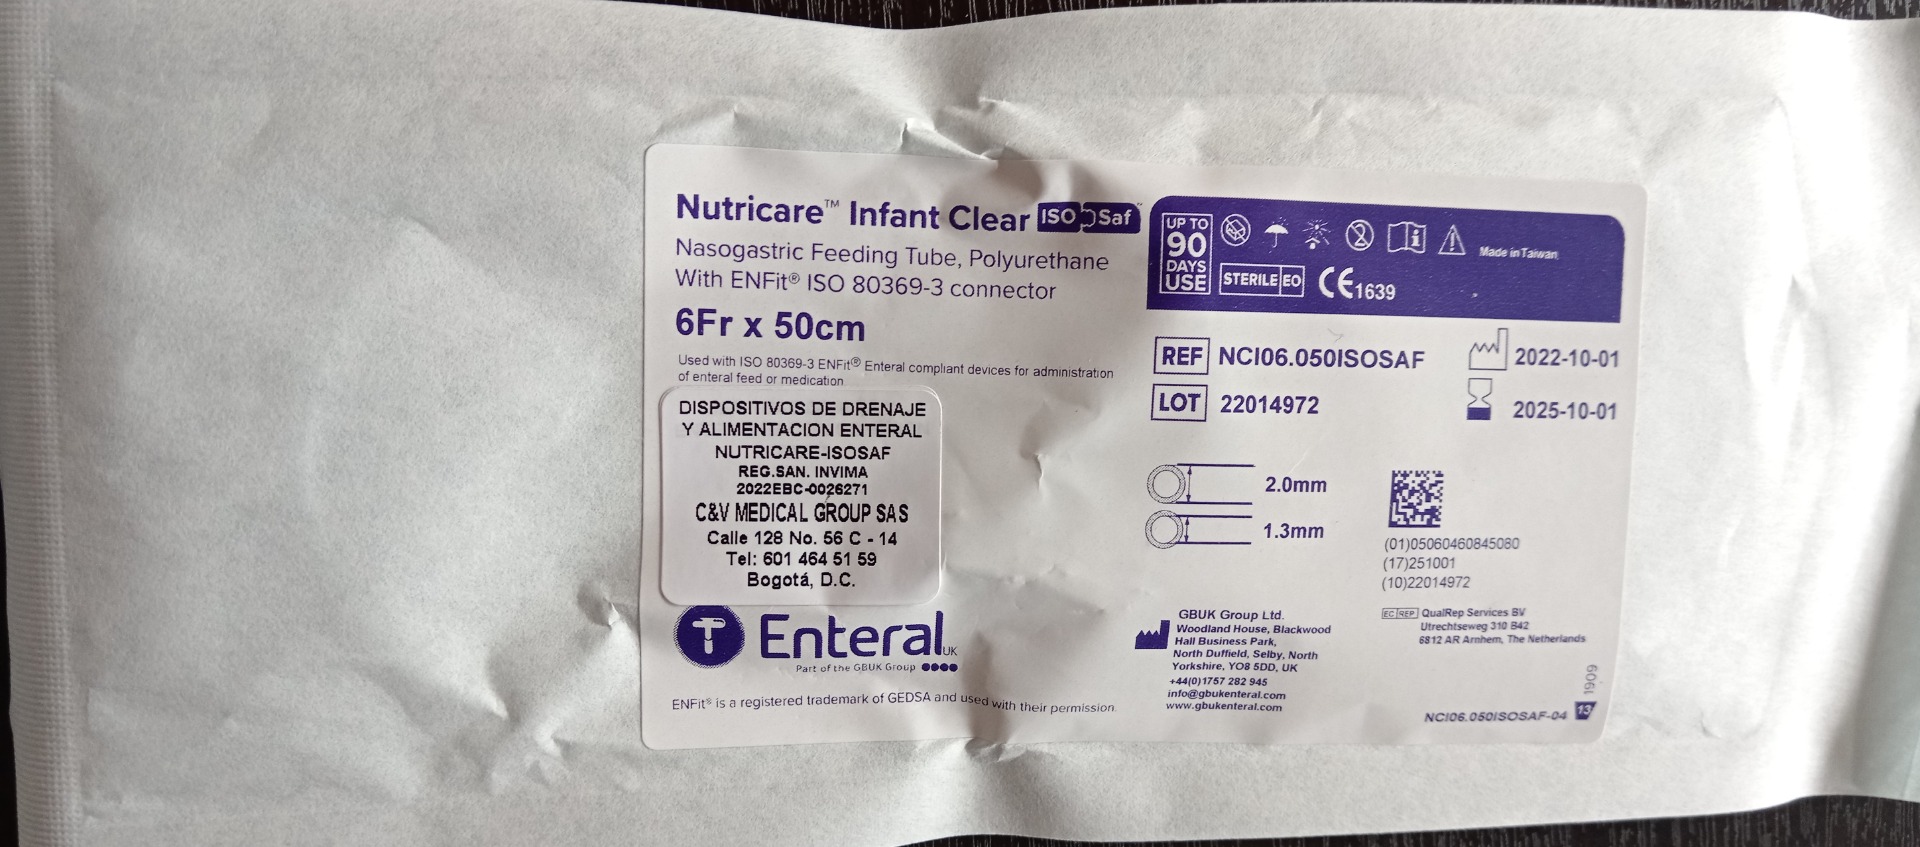 Nutricare™ Infant Clear ISO Saf™
Nasogastric Feeding Tube, Polyurethane
With ENFit® ISO 80369-3 connector
6Fr x 50cm
Used with ISO 80369-3 ENFit® Enteral compliant devices for administration
of enteral feed or medication
DISPOSITIVOS DE DRENAJE
Y ALIMENTACION ENTERAL
NUTRICARE-ISOSAF
REG.SAN. INVIMA
2022EBC-0026271
C&V MEDICAL GROUP SAS
Calle 128 No. 56 C - 14
Tel: 601 464 51 59
Bogotá, D.C.
Enteral UK
Part of the GBUK Group
ENFit® is a registered trademark of GEDSA and used with their permission.
UP TO
90
DAYS
USE
2
Made in Taiwan
STERILE EO
CE 1639
REF NCI06.050ISOSAF
2022-10-01
LOT 22014972
2025-10-01
2.0mm
1.3mm
(01)05060460845080
(17)251001
(10)22014972
GBUK Group Ltd.
Woodland House, Blackwood
Hall Business Park,
North Duffield, Selby, North
Yorkshire, YO8 5DD, UK
+44(0)1757 282 945
info@gbukenteral.com
www.gbukenteral.com
EC REP QualRep Services BV
Utrechtseweg 310 B42
6812 AR Arnhem, The Netherlands
1909
NCI06.050ISOSAF-04 13